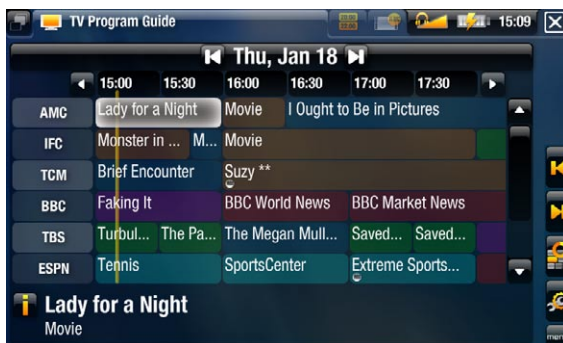 TV Program Guide 15:09
Thu, Jan 18
15:00 15:30 16:00 16:30 17:00 17:30
AMC Lady for a Night Movie I Ought to Be in Pictures
IFC Monster in ... M... Movie
TCM Brief Encounter Suzy **
BBC Faking It BBC World News BBC Market News
TBS Turbul... The Pa... The Megan Mull... Saved... Saved...
ESPN Tennis SportsCenter Extreme Sports...
Lady for a Night
Movie
menu